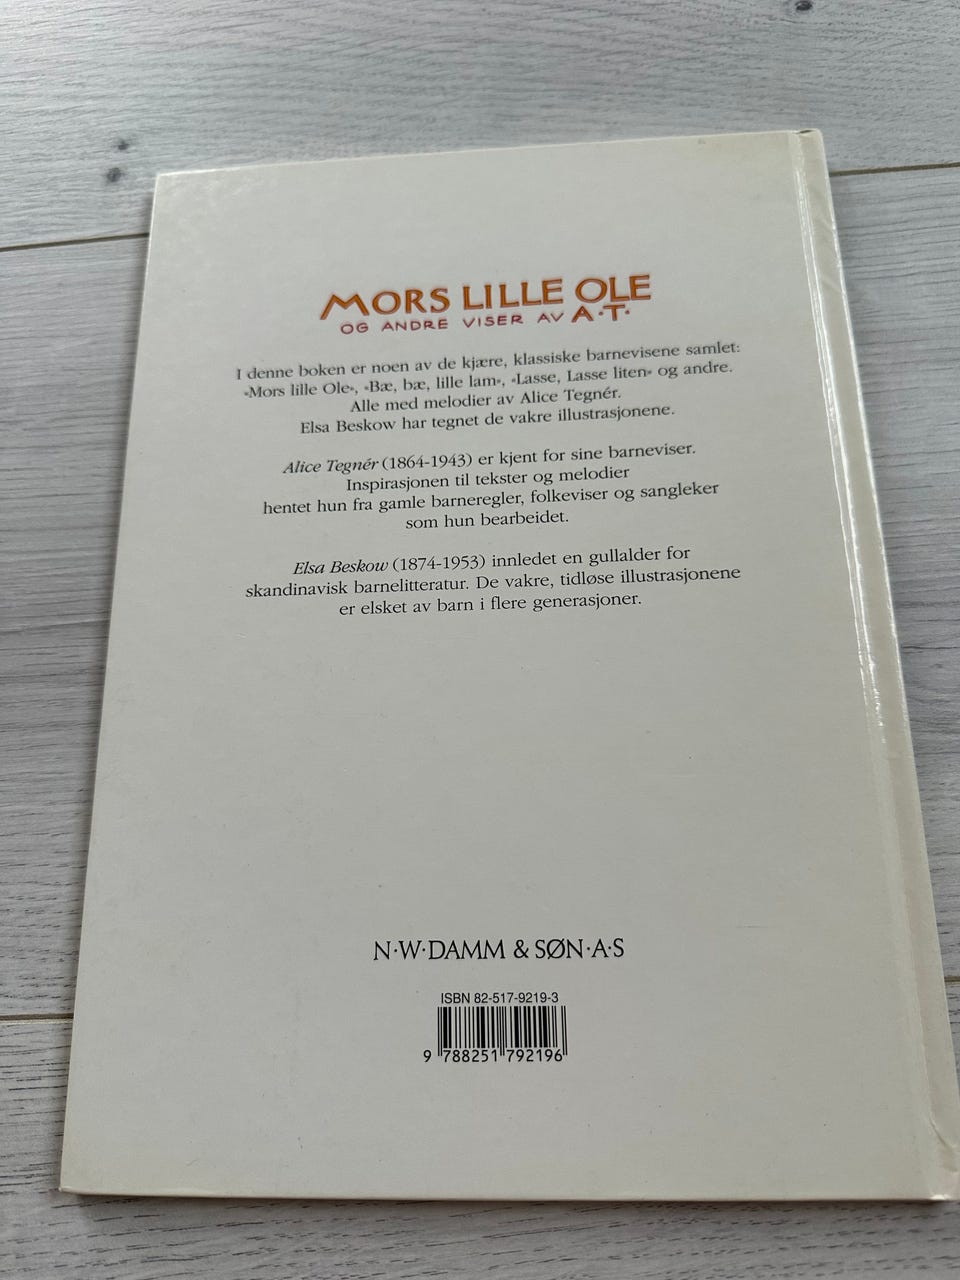 MORS LILLE OLE
OG ANDRE VISER AV A·T·
I denne boken er noen av de kjære, klassiske barnevisene samlet:
«Mors lille Ole», «Bæ, bæ, lille lam», «Lasse, Lasse liten» og andre.
Alle med melodier av Alice Tegnér.
Elsa Beskow har tegnet de vakre illustrasjonene.
Alice Tegnér (1864-1943) er kjent for sine barneviser.
Inspirasjonen til tekster og melodier
hentet hun fra gamle barneregler, folkeviser og sangleker
som hun bearbeidet.
Elsa Beskow (1874-1953) innledet en gullalder for
skandinavisk barnelitteratur. De vakre, tidløse illustrasjonene
er elsket av barn i flere generasjoner.
N·W·DAMM & SØN·A·S
ISBN 82-517-9219-3
9 788251 792196